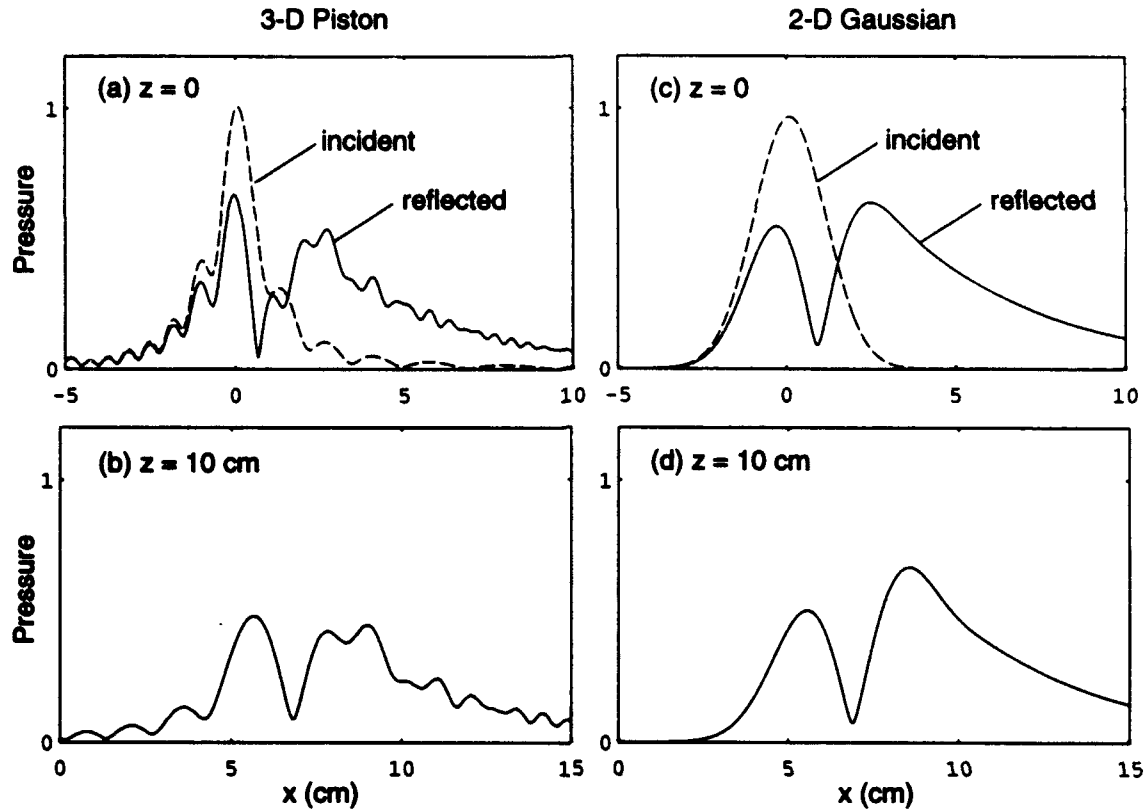 3-D Piston
2-D Gaussian
(a) z = 0
incident
reflected
Pressure
1
0
-5 0 5 10
(c) z = 0
incident
reflected
1
0
-5 0 5 10
(b) z = 10 cm
Pressure
1
0
0 5 10 15
x (cm)
(d) z = 10 cm
1
0
0 5 10 15
x (cm)